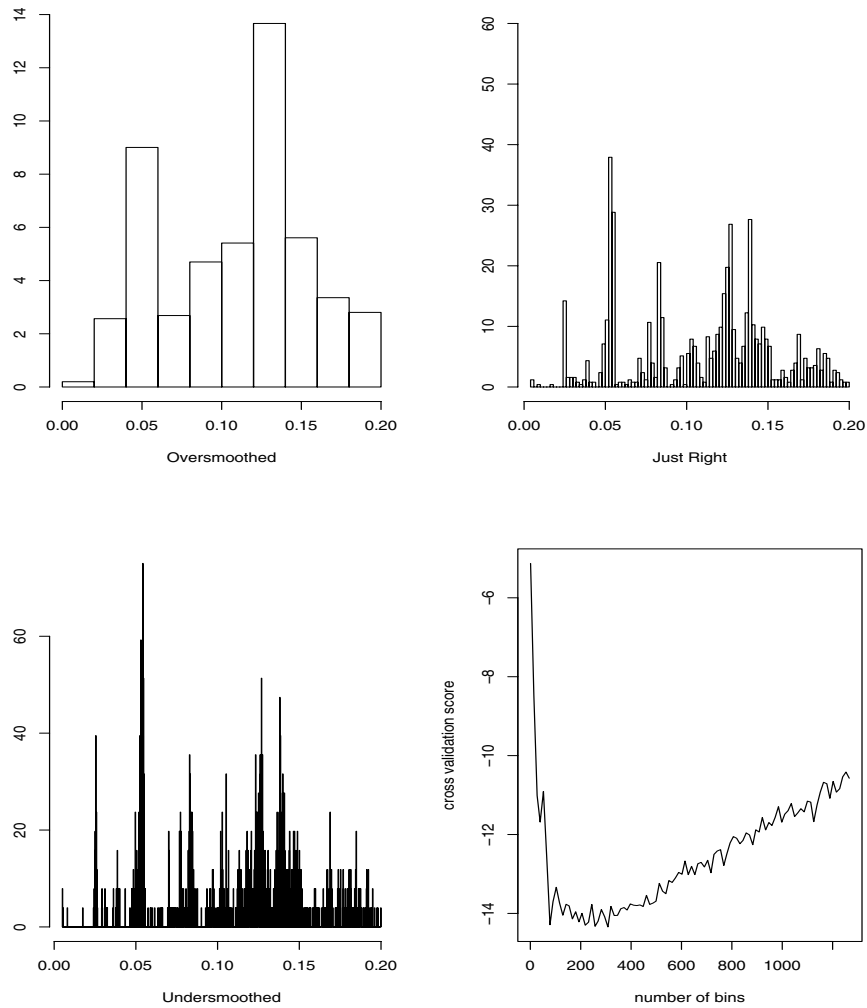 14
12
10
8
6
4
2
0
0.00 0.05 0.10 0.15 0.20
Oversmoothed
60
50
40
30
20
10
0
0.00 0.05 0.10 0.15 0.20
Just Right
60
40
20
0
0.00 0.05 0.10 0.15 0.20
Undersmoothed
cross validation score
−6
−8
−10
−12
−14
0 200 400 600 800 1000
number of bins